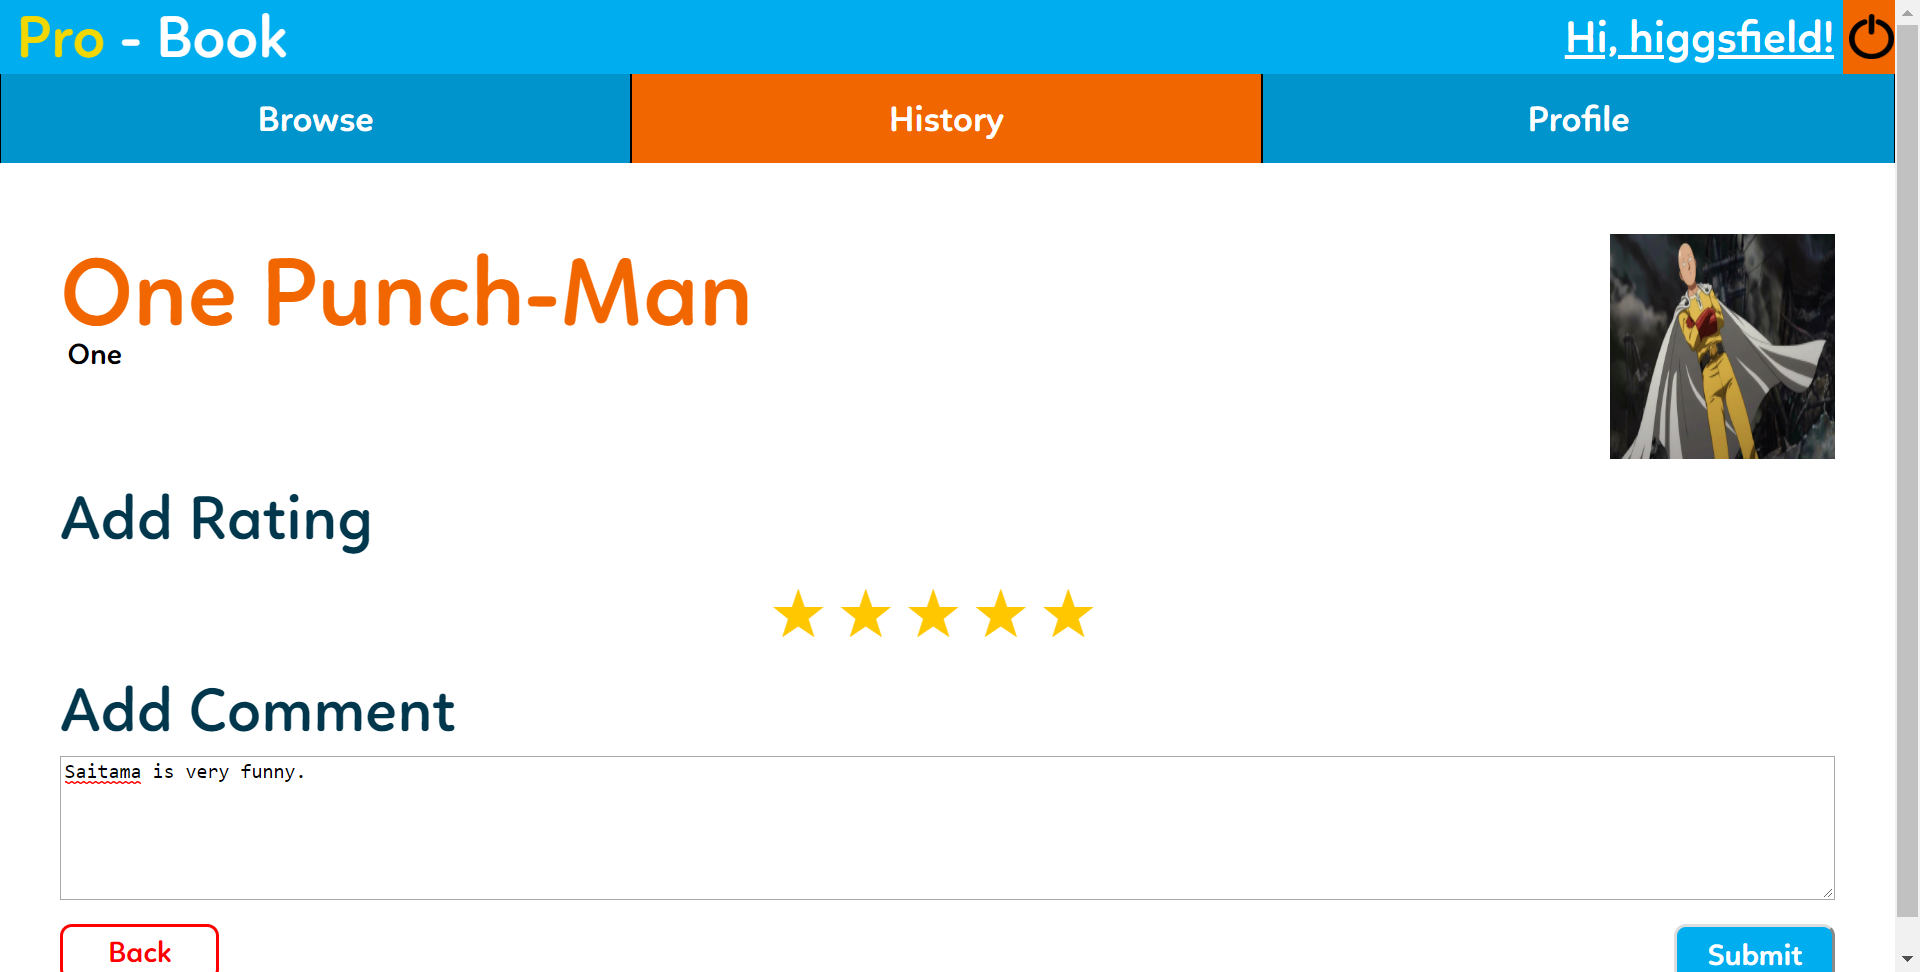 Pro - Book
Hi, higgsfield!
Browse
History
Profile
One Punch-Man
One
Add Rating
Add Comment
Saitama is very funny.
Back
Submit